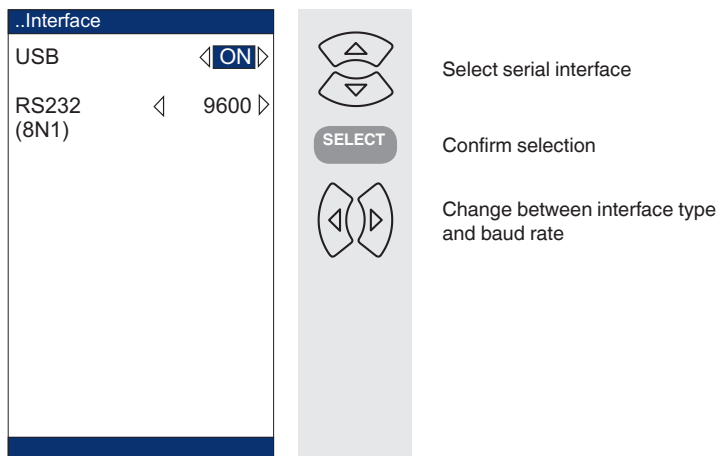 ..Interface
USB ON
RS232 9600
(8N1)
Select serial interface
SELECT
Confirm selection
Change between interface type
and baud rate